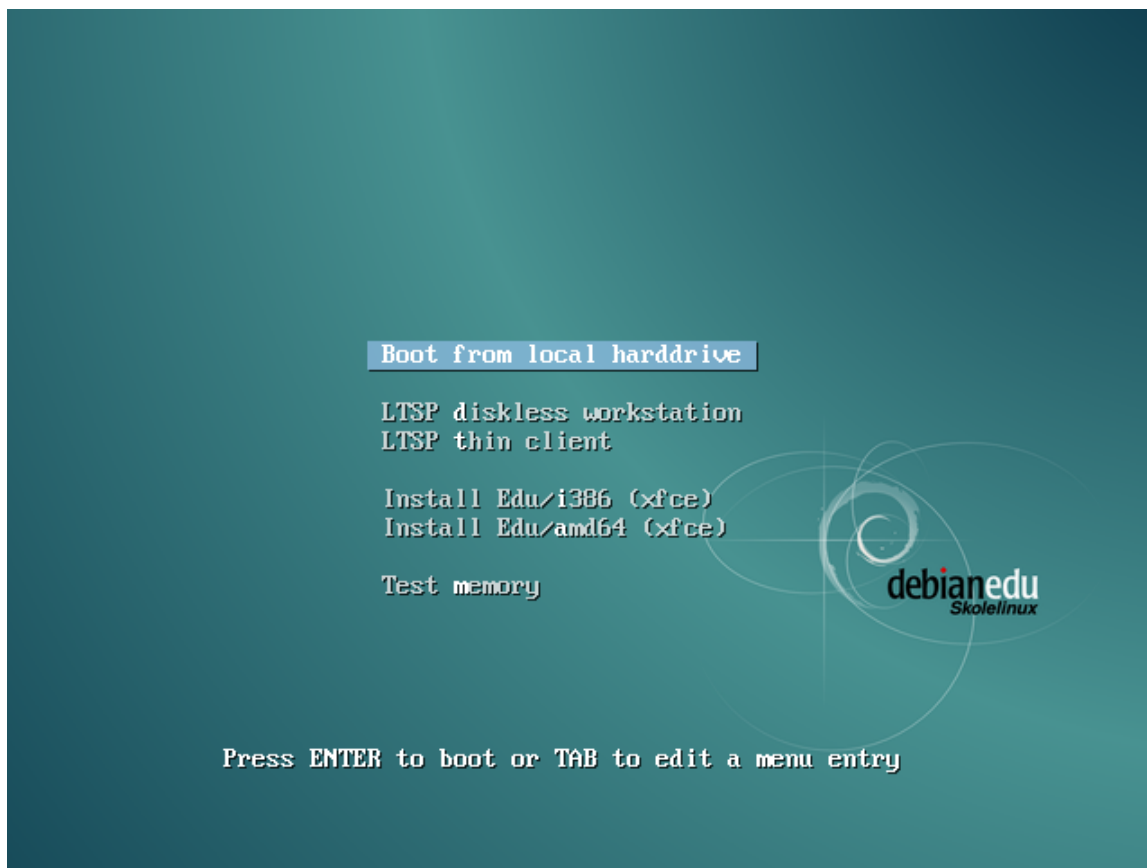 Boot from local harddrive
LTSP diskless workstation
LTSP thin client
Install Edu/i386 (xfce)
Install Edu/amd64 (xfce)
Test memory
debianedu
Skolelinux
Press ENTER to boot or TAB to edit a menu entry